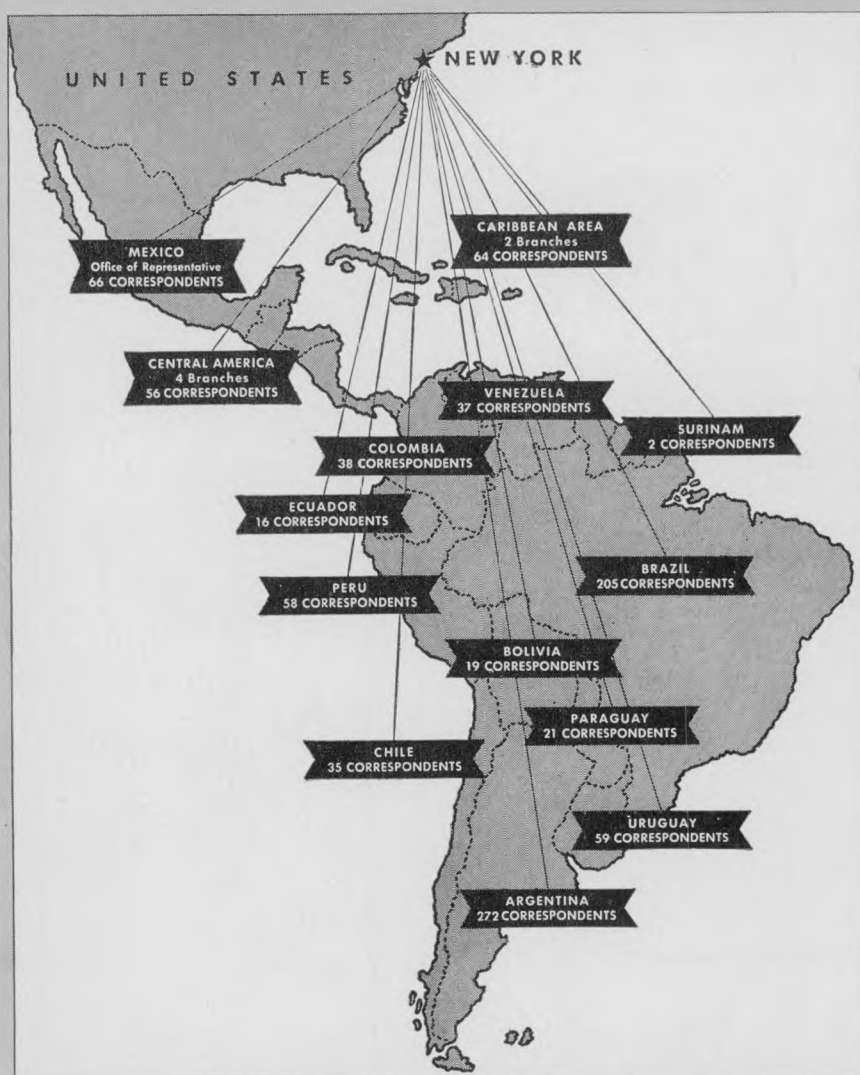 NEW YORK
UNITED STATES
CARIBBEAN AREA
2 Branches
64 CORRESPONDENTS
MEXICO
Office of Representative
66 CORRESPONDENTS
CENTRAL AMERICA
4 Branches
56 CORRESPONDENTS
VENEZUELA
37 CORRESPONDENTS
SURINAM
2 CORRESPONDENTS
COLOMBIA
38 CORRESPONDENTS
ECUADOR
16 CORRESPONDENTS
BRAZIL
205 CORRESPONDENTS
PERU
58 CORRESPONDENTS
BOLIVIA
19 CORRESPONDENTS
PARAGUAY
21 CORRESPONDENTS
CHILE
35 CORRESPONDENTS
URUGUAY
59 CORRESPONDENTS
ARGENTINA
272 CORRESPONDENTS